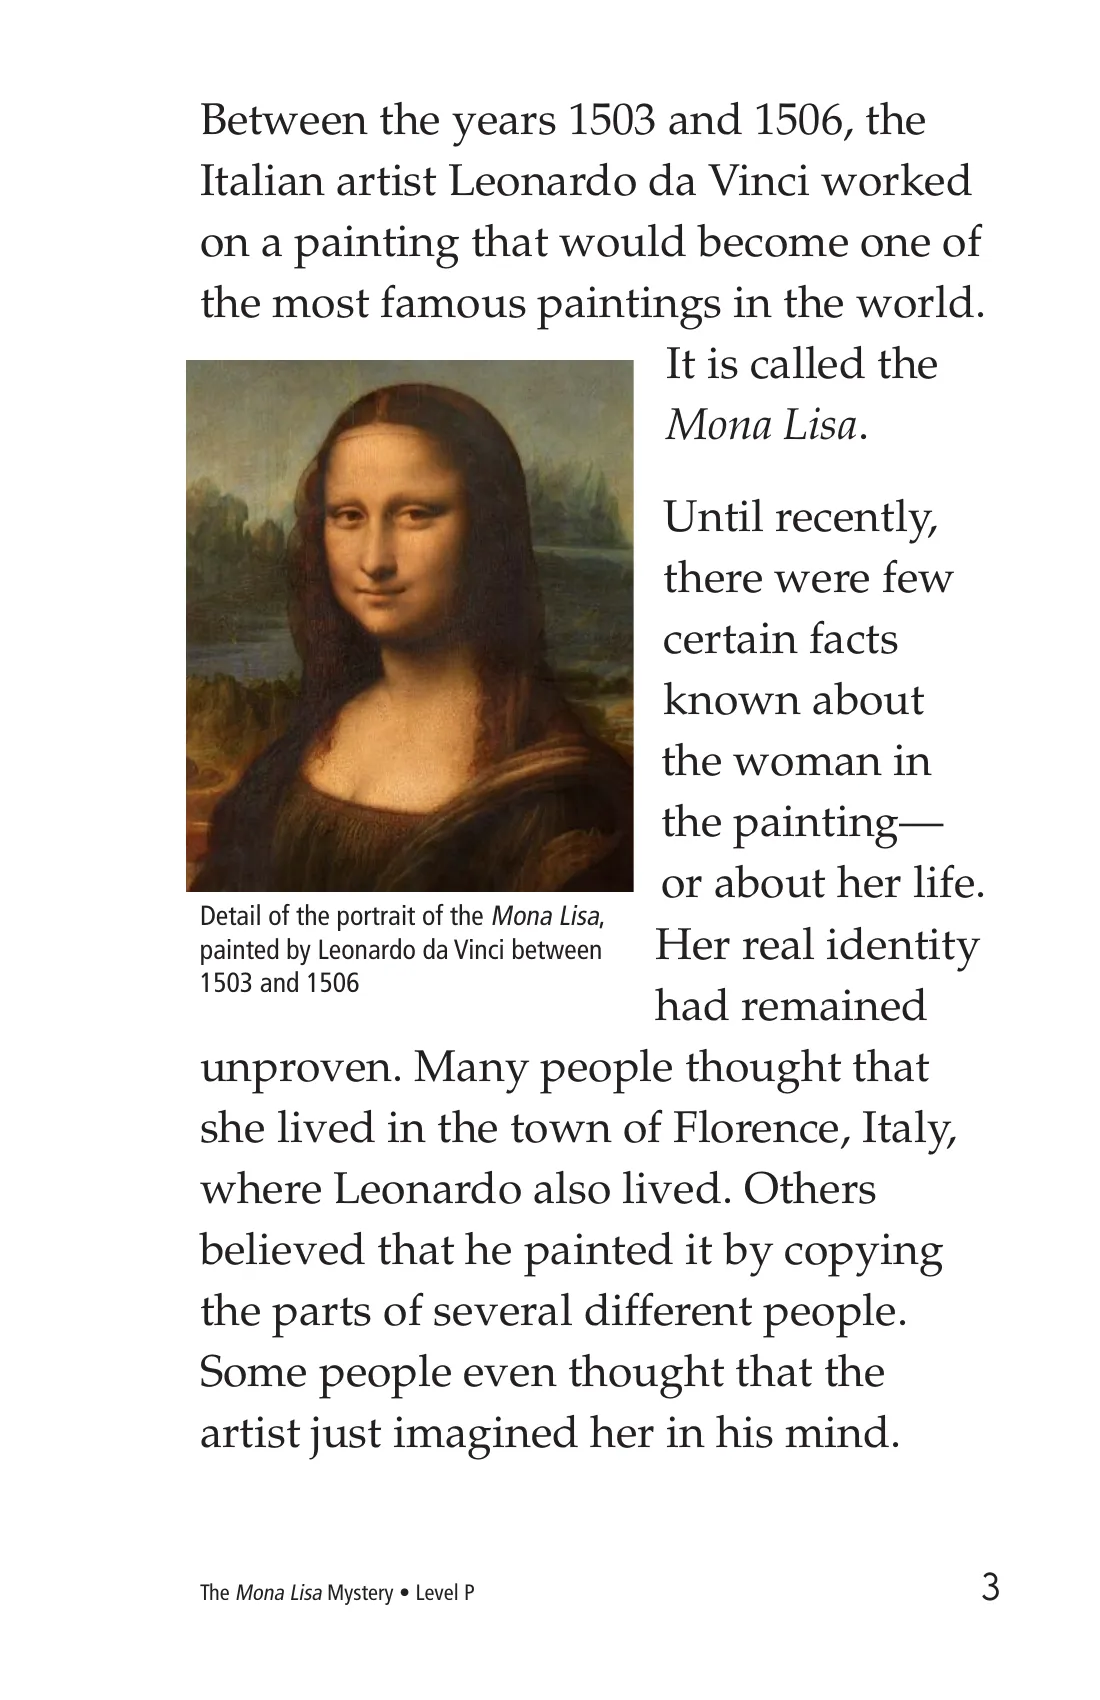 Between the years 1503 and 1506, the
Italian artist Leonardo da Vinci worked
on a painting that would become one of
the most famous paintings in the world.
It is called the
Mona Lisa.
Until recently,
there were few
certain facts
known about
the woman in
the painting—
or about her life.
Her real identity
had remained
unproven. Many people thought that
she lived in the town of Florence, Italy,
where Leonardo also lived. Others
believed that he painted it by copying
the parts of several different people.
Some people even thought that the
artist just imagined her in his mind.
Detail of the portrait of the Mona Lisa,
painted by Leonardo da Vinci between
1503 and 1506
The Mona Lisa Mystery • Level P
3